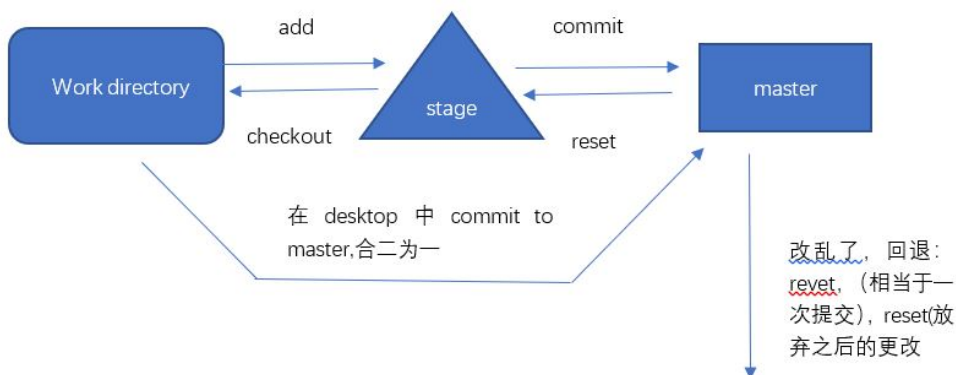 add
commit
Work directory
stage
master
checkout
reset
在 desktop 中 commit to
master,合二为一
改乱了，回退：
revet,（相当于一
次提交）, reset(放
弃之后的更改